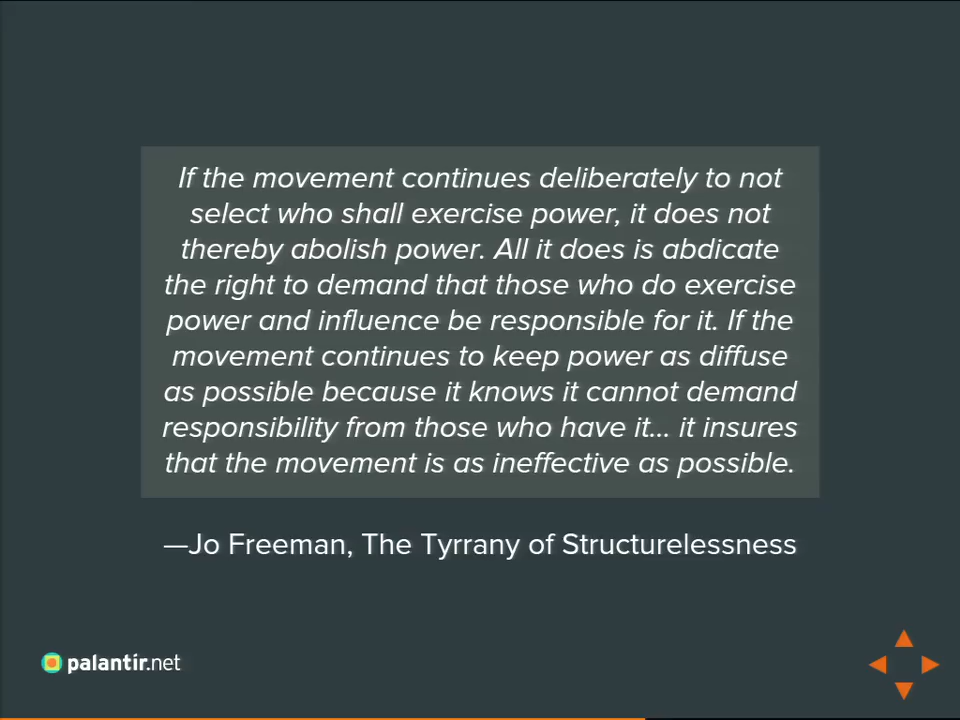 If the movement continues deliberately to not
select who shall exercise power, it does not
thereby abolish power. All it does is abdicate
the right to demand that those who do exercise
power and influence be responsible for it. If the
movement continues to keep power as diffuse
as possible because it knows it cannot demand
responsibility from those who have it... it insures
that the movement is as ineffective as possible.
—Jo Freeman, The Tyrrany of Structurelessness
palantir.net